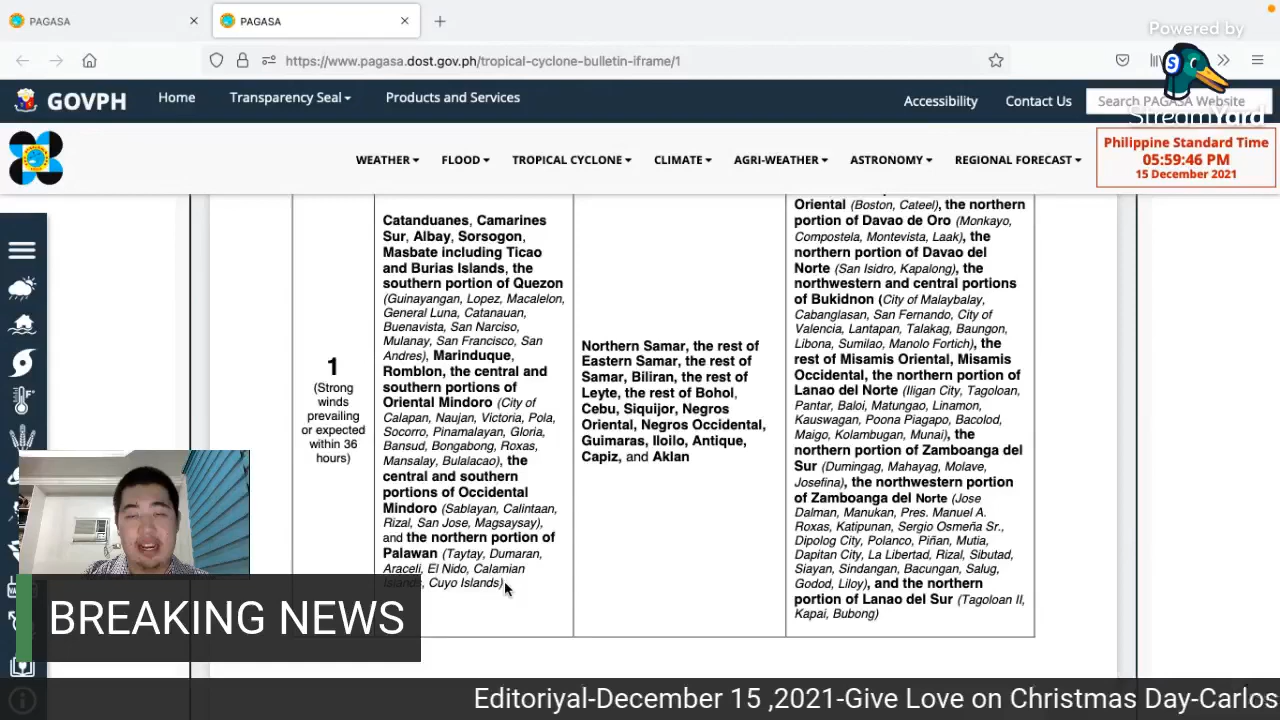 PAGASA
PAGASA
Powered by
https://www.pagasa.dost.gov.ph/tropical-cyclone-bulletin-iframe/1
GOVPH
Home
Transparency Seal
Products and Services
Accessibility
Contact Us
Search PAGASA Website
StreamYard
WEATHER
FLOOD
TROPICAL CYCLONE
CLIMATE
AGRI-WEATHER
ASTRONOMY
REGIONAL FORECAST
Philippine Standard Time
05:59:46 PM
15 December 2021
1
(Strong
winds
prevailing
or expected
within 36
hours)
Catanduanes, Camarines
Sur, Albay, Sorsogon,
Masbate including Ticao
and Burias Islands, the
southern portion of Quezon
(Guinayangan, Lopez, Macalelon,
General Luna, Catanauan,
Buenavista, San Narciso,
Mulanay, San Francisco, San
Andres), Marinduque,
Romblon, the central and
southern portions of
Oriental Mindoro (City of
Calapan, Naujan, Victoria, Pola,
Socorro, Pinamalayan, Gloria,
Bansud, Bongabong, Roxas,
Mansalay, Bulalacao), the
central and southern
portions of Occidental
Mindoro (Sablayan, Calintaan,
Rizal, San Jose, Magsaysay),
and the northern portion of
Palawan (Taytay, Dumaran,
Araceli, El Nido, Calamian
Islands, Cuyo Islands)
Northern Samar, the rest of
Eastern Samar, the rest of
Samar, Biliran, the rest of
Leyte, the rest of Bohol,
Cebu, Siquijor, Negros
Oriental, Negros Occidental,
Guimaras, Iloilo, Antique,
Capiz, and Aklan
Oriental (Boston, Cateel), the northern
portion of Davao de Oro (Monkayo,
Compostela, Montevista, Laak), the
northern portion of Davao del
Norte (San Isidro, Kapalong), the
northwestern and central portions
of Bukidnon (City of Malaybalay,
Cabanglasan, San Fernando, City of
Valencia, Lantapan, Talakag, Baungon,
Libona, Sumilao, Manolo Fortich), the
rest of Misamis Oriental, Misamis
Occidental, the northern portion of
Lanao del Norte (Iligan City, Tagoloan,
Pantar, Baloi, Matungao, Linamon,
Kauswagan, Poona Piagapo, Bacolod,
Maigo, Kolambugan, Munai), the
northern portion of Zamboanga del
Sur (Dumingag, Mahayag, Molave,
Josefina), the northwestern portion
of Zamboanga del Norte (Jose
Dalman, Manukan, Pres. Manuel A.
Roxas, Katipunan, Sergio Osmeña Sr.,
Dipolog City, Polanco, Piñan, Mutia,
Dapitan City, La Libertad, Rizal, Sibutad,
Siayan, Sindangan, Bacungan, Salug,
Godod, Liloy), and the northern
portion of Lanao del Sur (Tagoloan II,
Kapai, Bubong)
BREAKING NEWS
Editoriyal-December 15 ,2021-Give Love on Christmas Day-Carlos